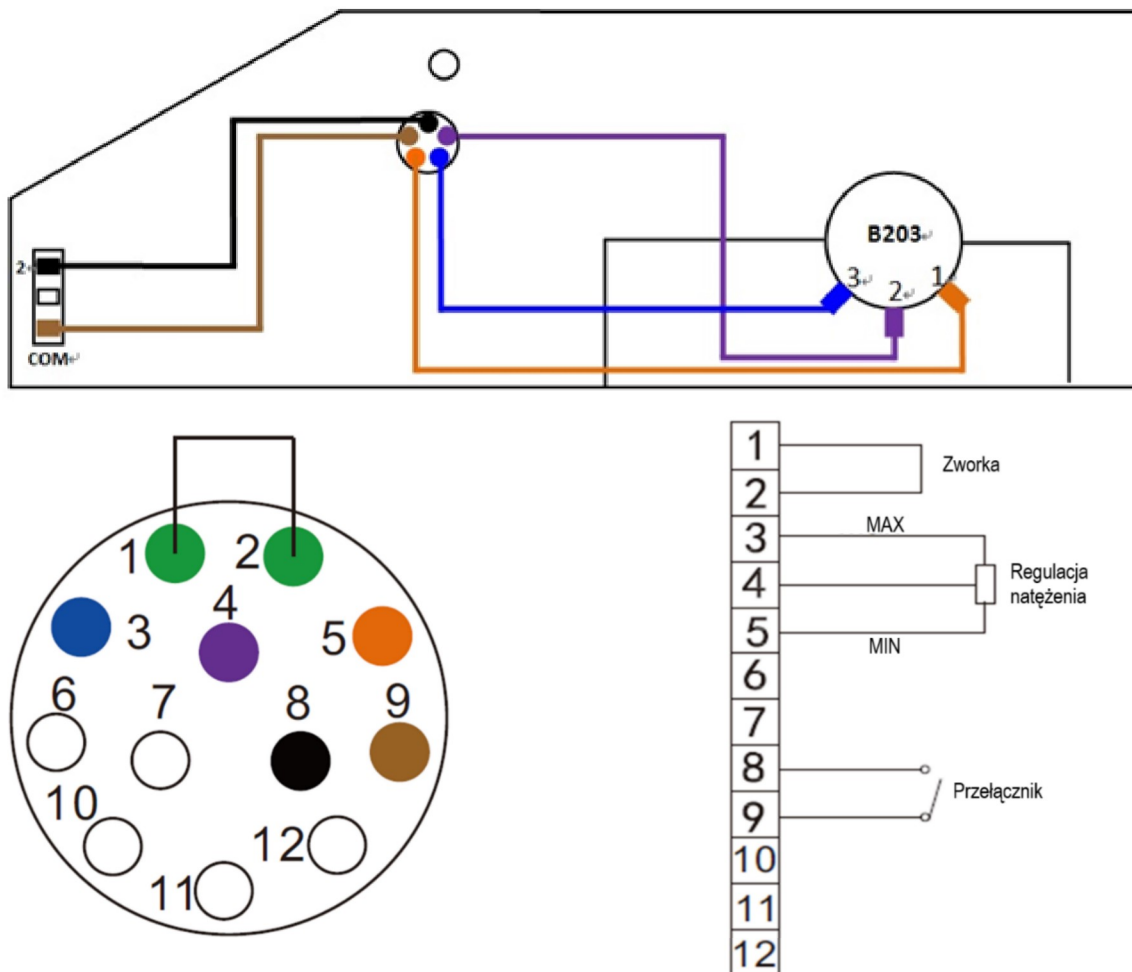 B203
3 2 1
2
COM
1 2
3 4 5
6 7 8 9
10 11 12
1
2
3
4
5
6
7
8
9
10
11
12
Zworka
MAX
Regulacja
natężenia
MIN
Przełącznik